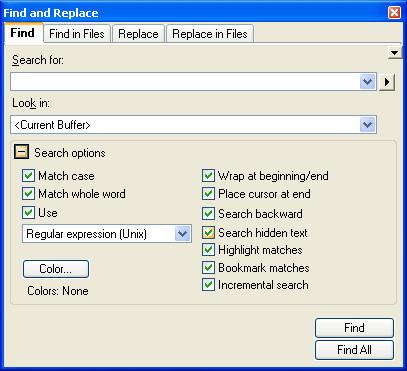 Find and Replace
Find Find in Files Replace Replace in Files
Search for:
Look in:
<Current Buffer>
Search options
Match case
Match whole word
Use
Regular expression (Unix)
Color...
Colors: None
Wrap at beginning/end
Place cursor at end
Search backward
Search hidden text
Highlight matches
Bookmark matches
Incremental search
Find
Find All